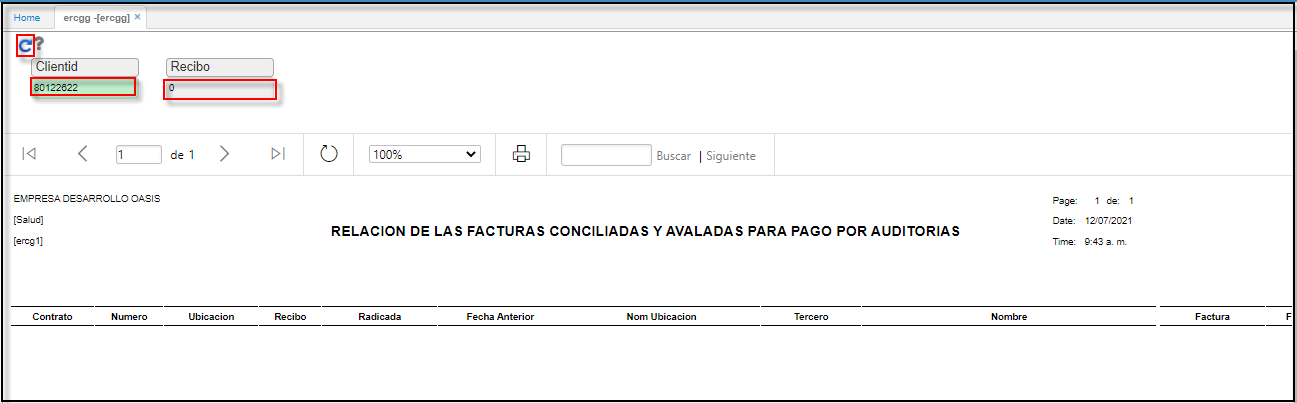 Home ercgg -[ercgg] ×
?
Clientid Recibo
80122622 0
1 de 1 100% Buscar | Siguiente
EMPRESA DESARROLLO OASIS
Page: 1 de: 1
[Salud]
Date: 12/07/2021
RELACION DE LAS FACTURAS CONCILIADAS Y AVALADAS PARA PAGO POR AUDITORIAS
[ercg1]
Time: 9:43 a. m.
Contrato Numero Ubicacion Recibo Radicada Fecha Anterior Nom Ubicacion Tercero Nombre Factura F